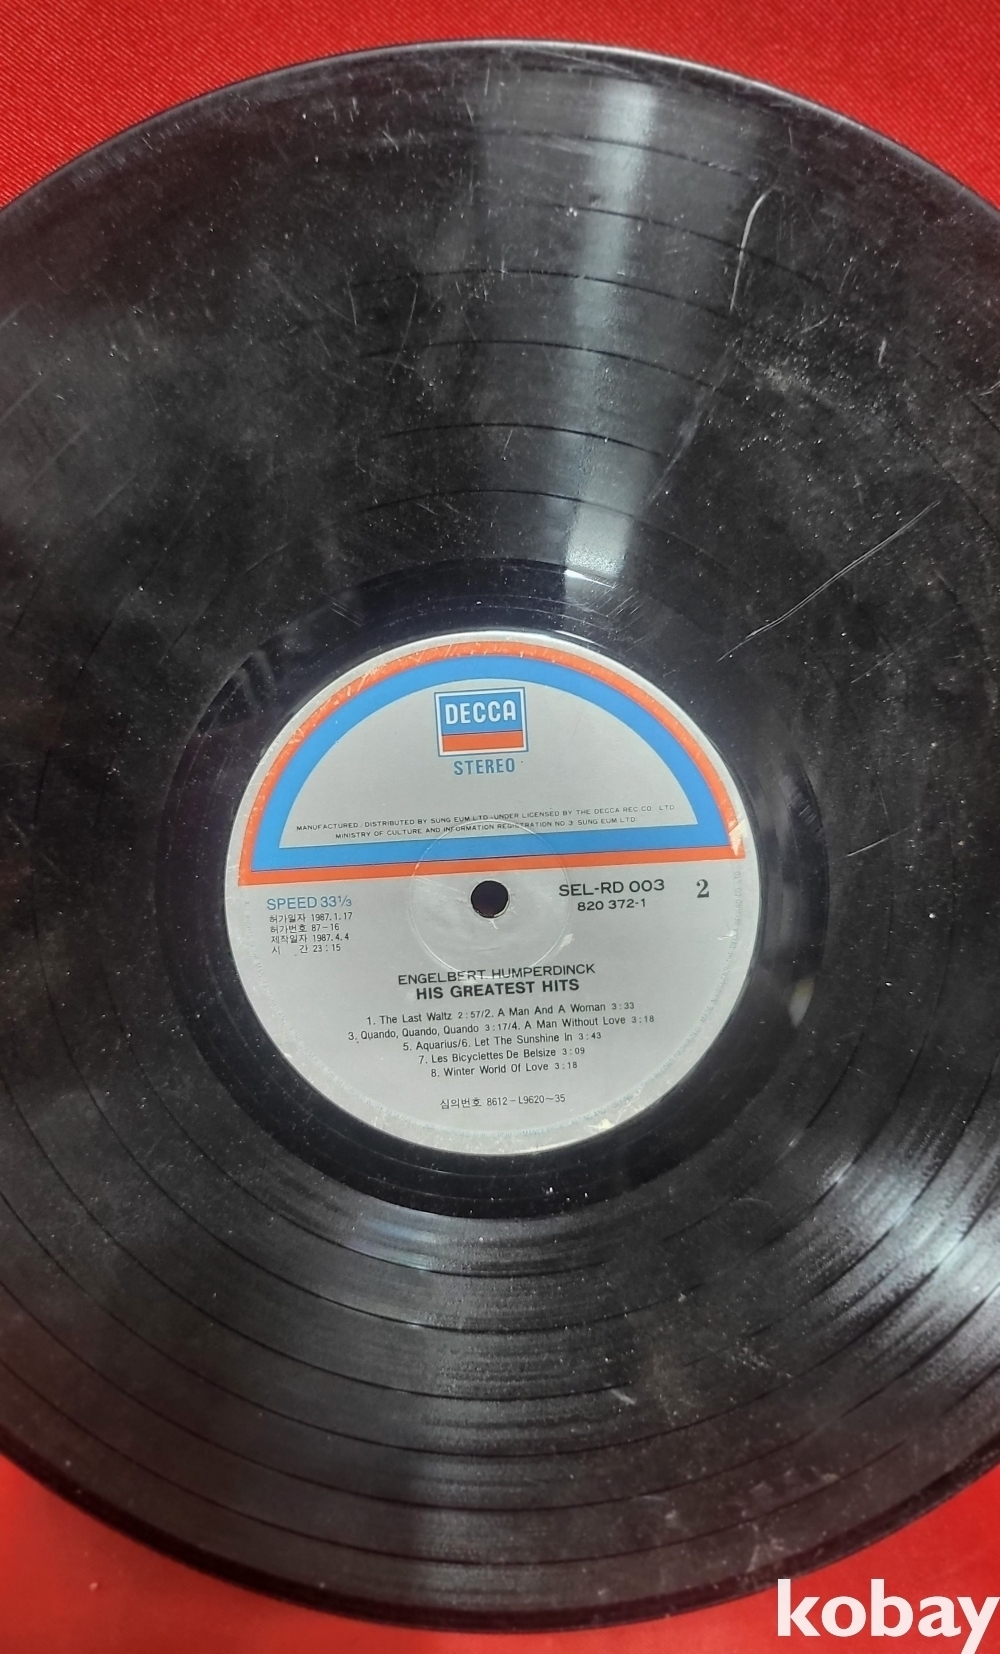 DECCA
STEREO
MANUFACTURED, DISTRIBUTED BY SUNG EUM LTD-UNDER LICENSED BY THE DECCA REC. CO., LTD.
MINISTRY OF CULTURE AND INFORMATION REGISTRATION NO.3 SUNG EUM LTD.
SPEED 33⅓
허가일자 1987.1.17
허가번호 87-16
제작일자 1987.4.4
시 간 23:15
SEL-RD 003
820 372-1
2
ENGELBERT HUMPERDINCK
HIS GREATEST HITS
1. The Last Waltz 2:57/2. A Man And A Woman 3:33
3. Quando, Quando, Quando 3:17/4. A Man Without Love 3:18
5. Aquarius/6. Let The Sunshine In 3:43
7. Les Bicyclettes De Belsize 3:09
8. Winter World Of Love 3:18
심의번호 8612-L9620~35
kobay